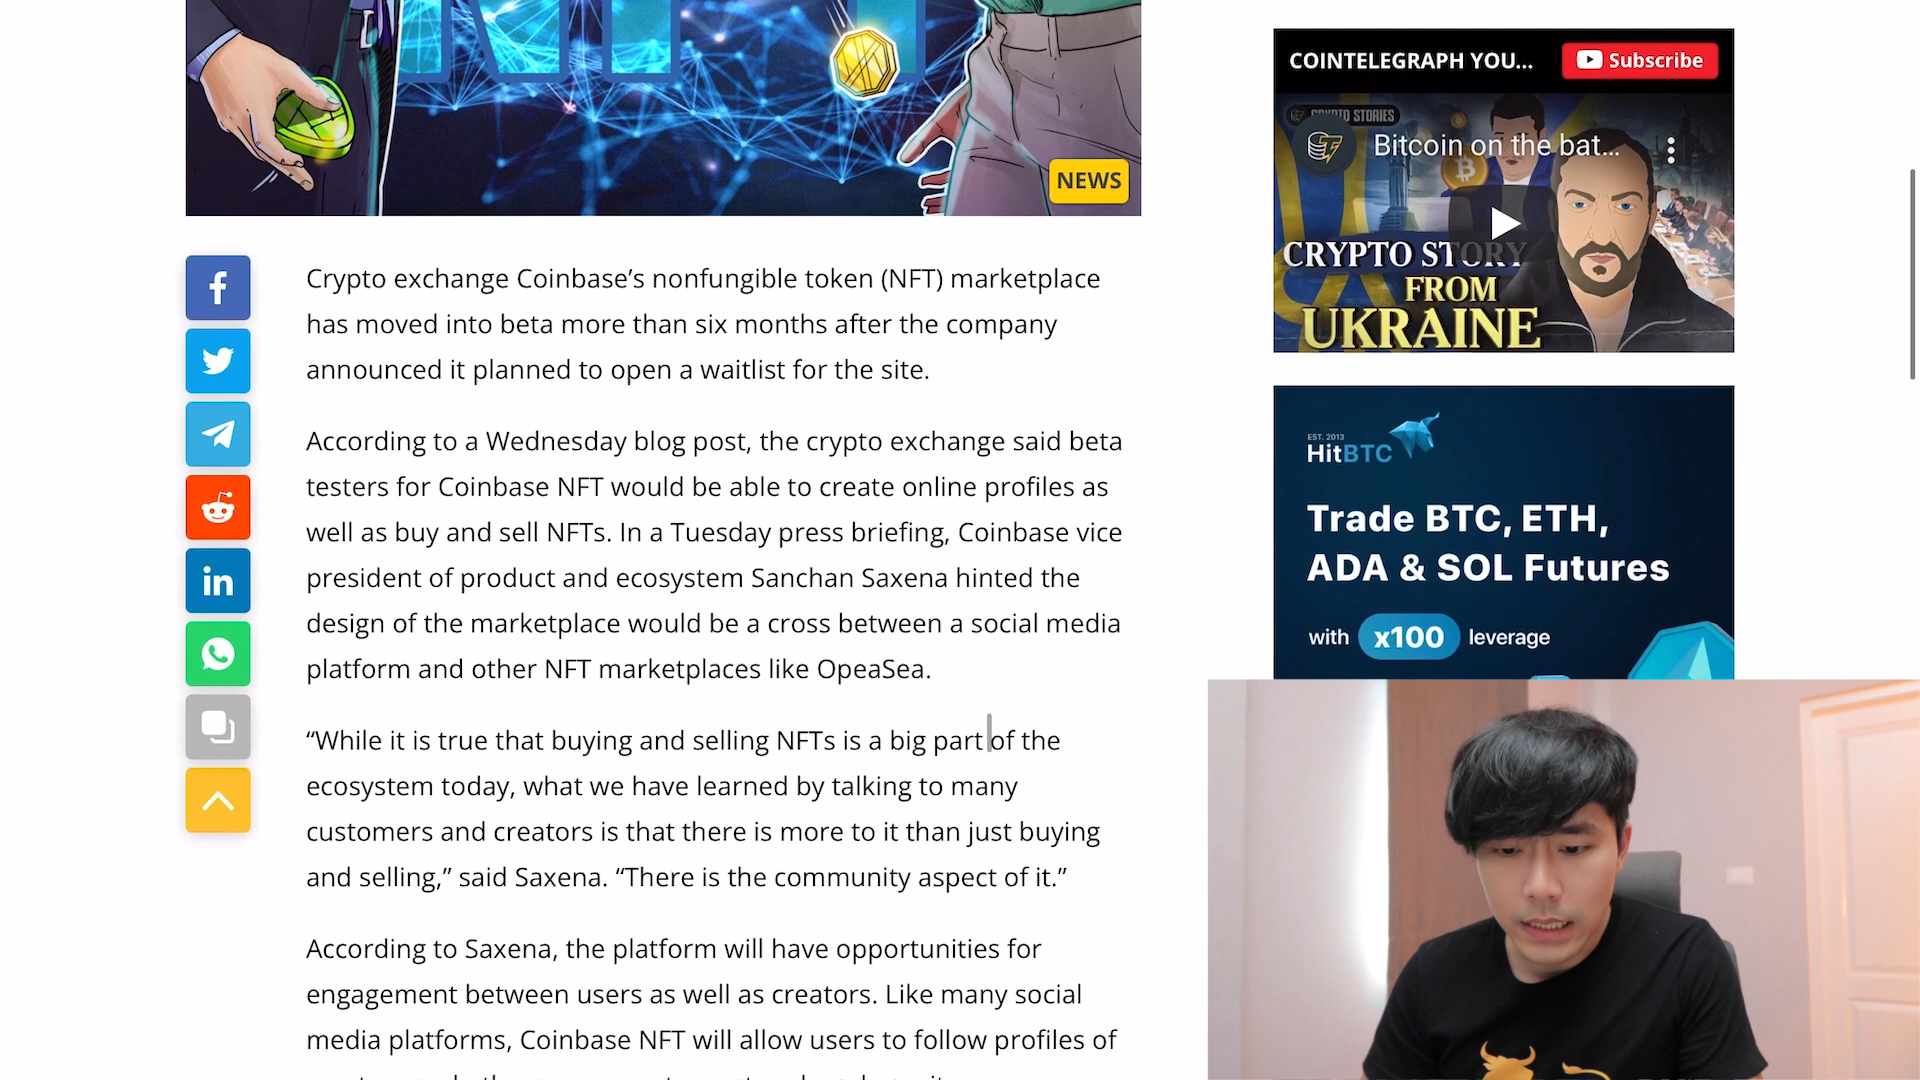 COINTELEGRAPH YOU...
Subscribe
CRYPTO STORIES
Bitcoin on the bat...
CRYPTO STORY
FROM
UKRAINE
NEWS
Crypto exchange Coinbase’s nonfungible token (NFT) marketplace
has moved into beta more than six months after the company
announced it planned to open a waitlist for the site.
According to a Wednesday blog post, the crypto exchange said beta
testers for Coinbase NFT would be able to create online profiles as
well as buy and sell NFTs. In a Tuesday press briefing, Coinbase vice
president of product and ecosystem Sanchan Saxena hinted the
design of the marketplace would be a cross between a social media
platform and other NFT marketplaces like OpeaSea.
“While it is true that buying and selling NFTs is a big part of the
ecosystem today, what we have learned by talking to many
customers and creators is that there is more to it than just buying
and selling,” said Saxena. “There is the community aspect of it.”
According to Saxena, the platform will have opportunities for
engagement between users as well as creators. Like many social
media platforms, Coinbase NFT will allow users to follow profiles of
EST. 2013
HitBTC
Trade BTC, ETH,
ADA & SOL Futures
with x100 leverage